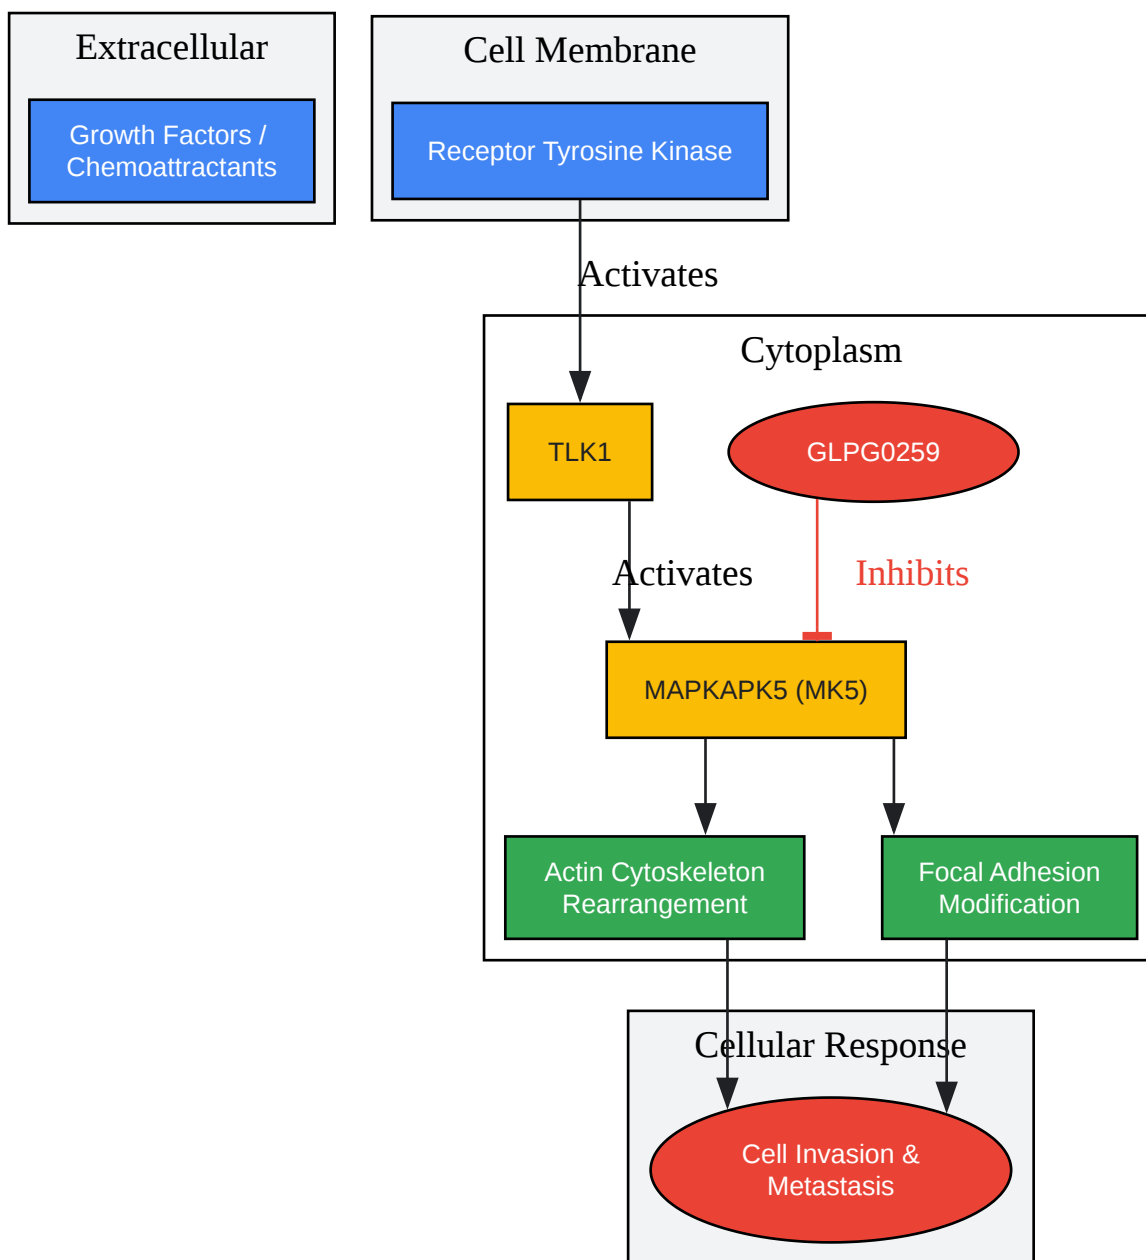 Extracellular
Growth Factors /
Chemoattractants
Cell Membrane
Receptor Tyrosine Kinase
Activates
Cytoplasm
TLK1
GLPG0259
Activates
Inhibits
MAPKAPK5 (MK5)
Actin Cytoskeleton
Rearrangement
Focal Adhesion
Modification
Cellular Response
Cell Invasion &
Metastasis